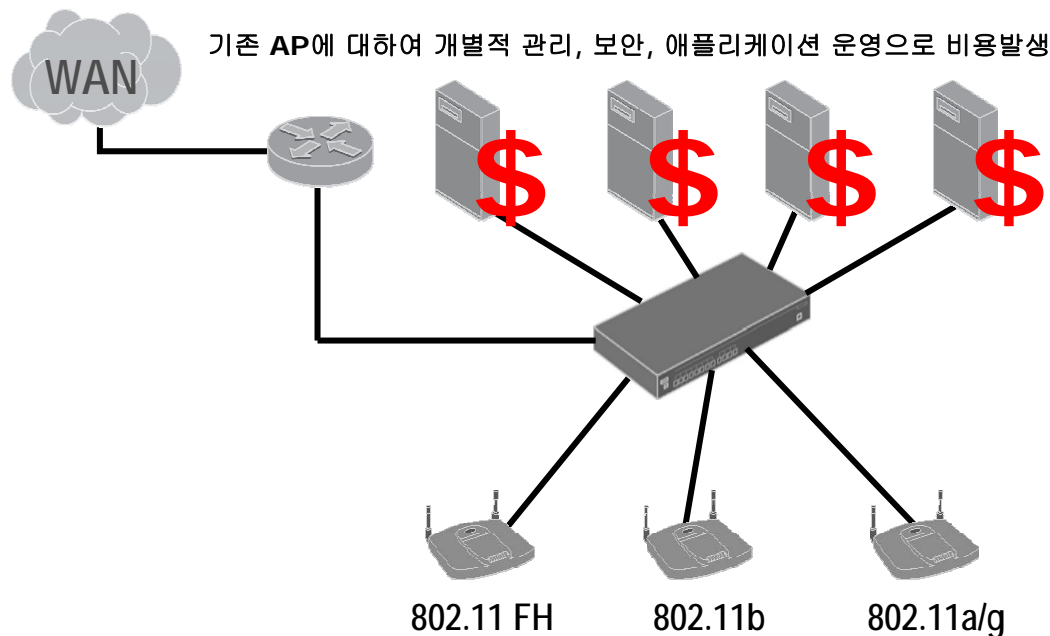 기존 AP에 대하여 개별적 관리, 보안, 애플리케이션 운영으로 비용발생
WAN
$ $ $ $
802.11 FH 802.11b 802.11a/g